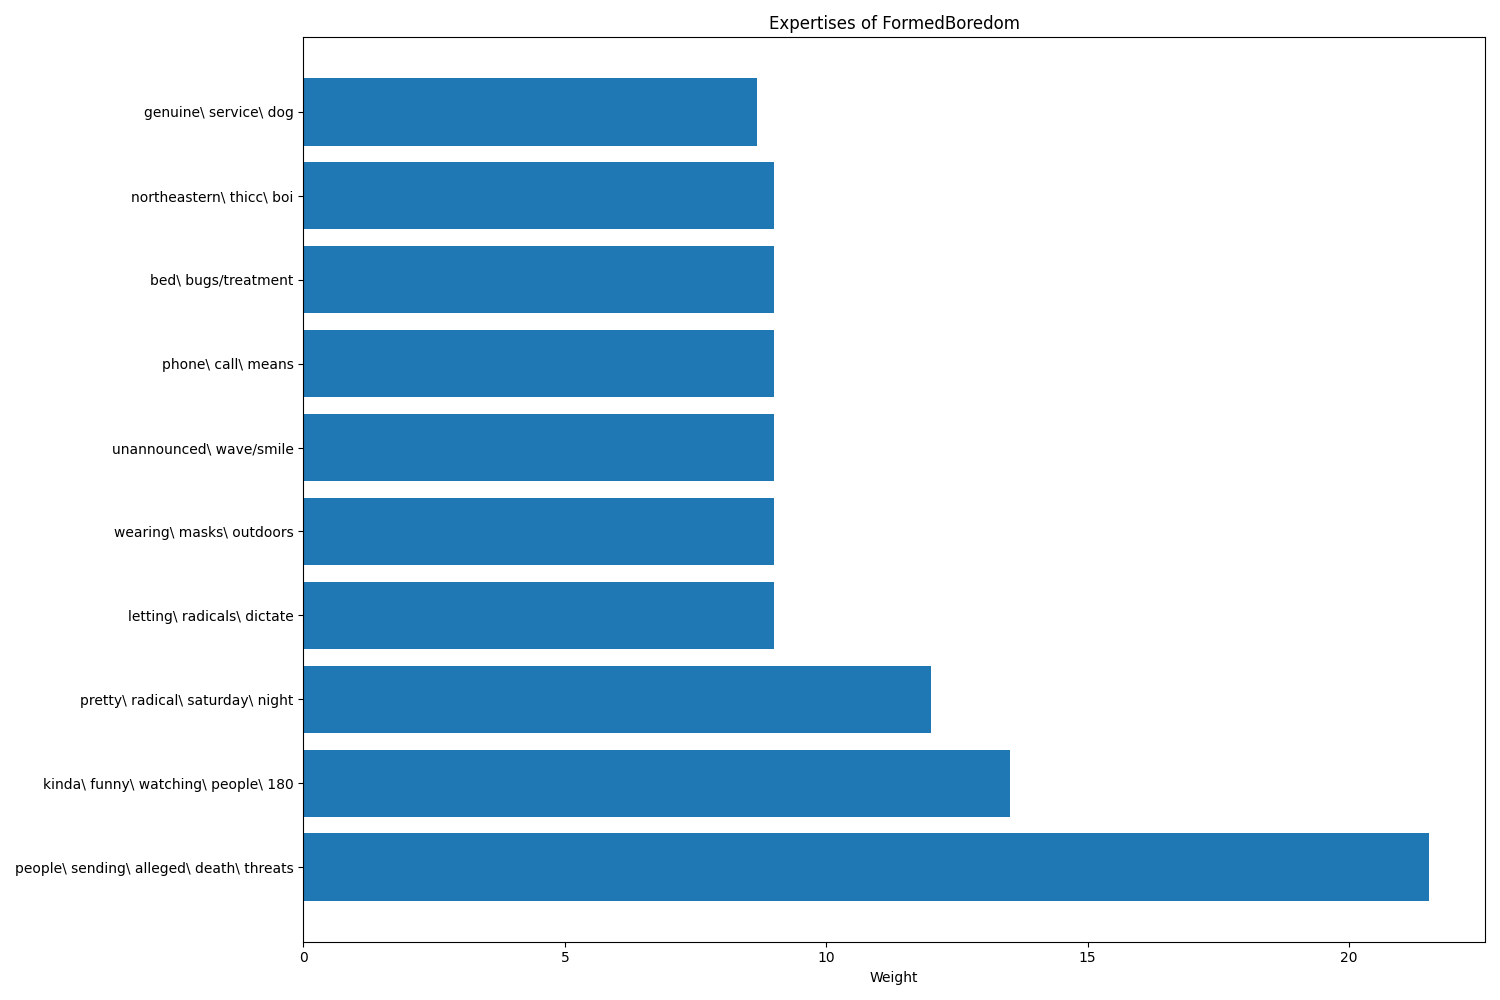 Expertises of FormedBoredom
genuine\ service\ dog
northeastern\ thicc\ boi
bed\ bugs/treatment
phone\ call\ means
unannounced\ wave/smile
wearing\ masks\ outdoors
letting\ radicals\ dictate
pretty\ radical\ saturday\ night
kinda\ funny\ watching\ people\ 180
people\ sending\ alleged\ death\ threats
0 5 10 15 20
Weight